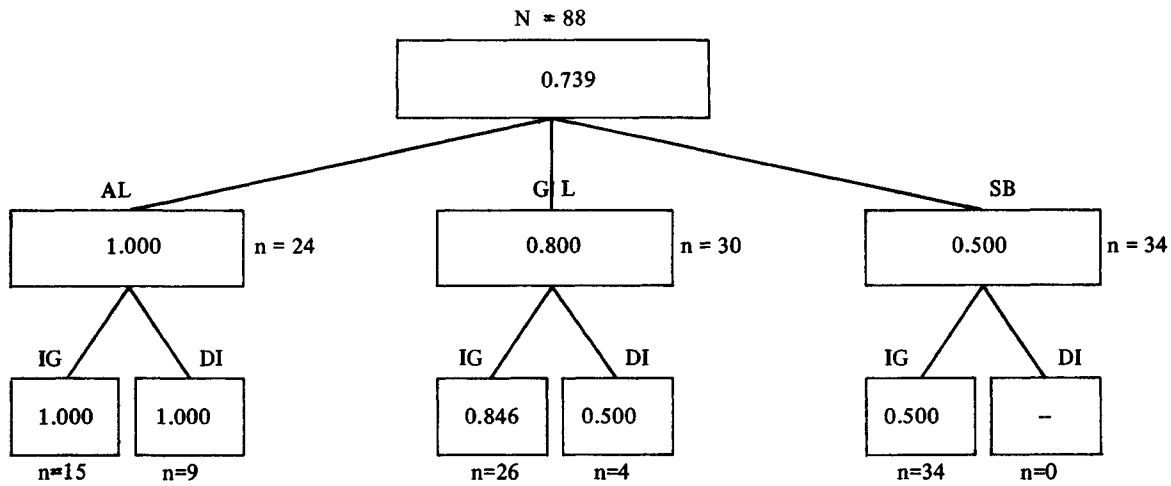 N = 88
0.739
AL G L SB
1.000 n = 24 0.800 n = 30 0.500 n = 34
IG DI IG DI IG DI
1.000 1.000 0.846 0.500 0.500 --
n=15 n=9 n=26 n=4 n=34 n=0